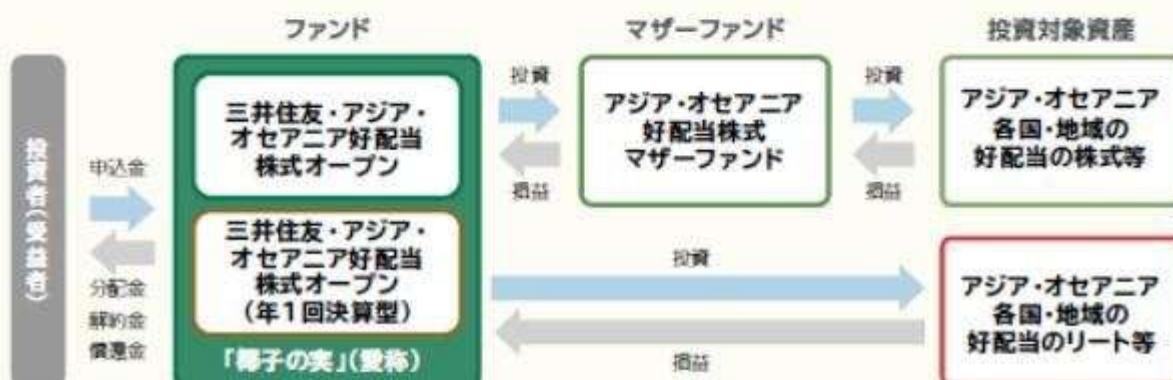 ファンド
マザーファンド
投資対象資産
投資者(受益者)
申込金
分配金
解約金
償還金
三井住友・アジア・
オセアニア好配当
株式オープン
三井住友・アジア・
オセアニア好配当
株式オープン
(年1回決算型)
「椰子の実」(愛称)
投資
損益
アジア・オセアニア
好配当株式
マザーファンド
投資
損益
アジア・オセアニア
各国・地域の
好配当の株式等
投資
損益
アジア・オセアニア
各国・地域の
好配当のリート等